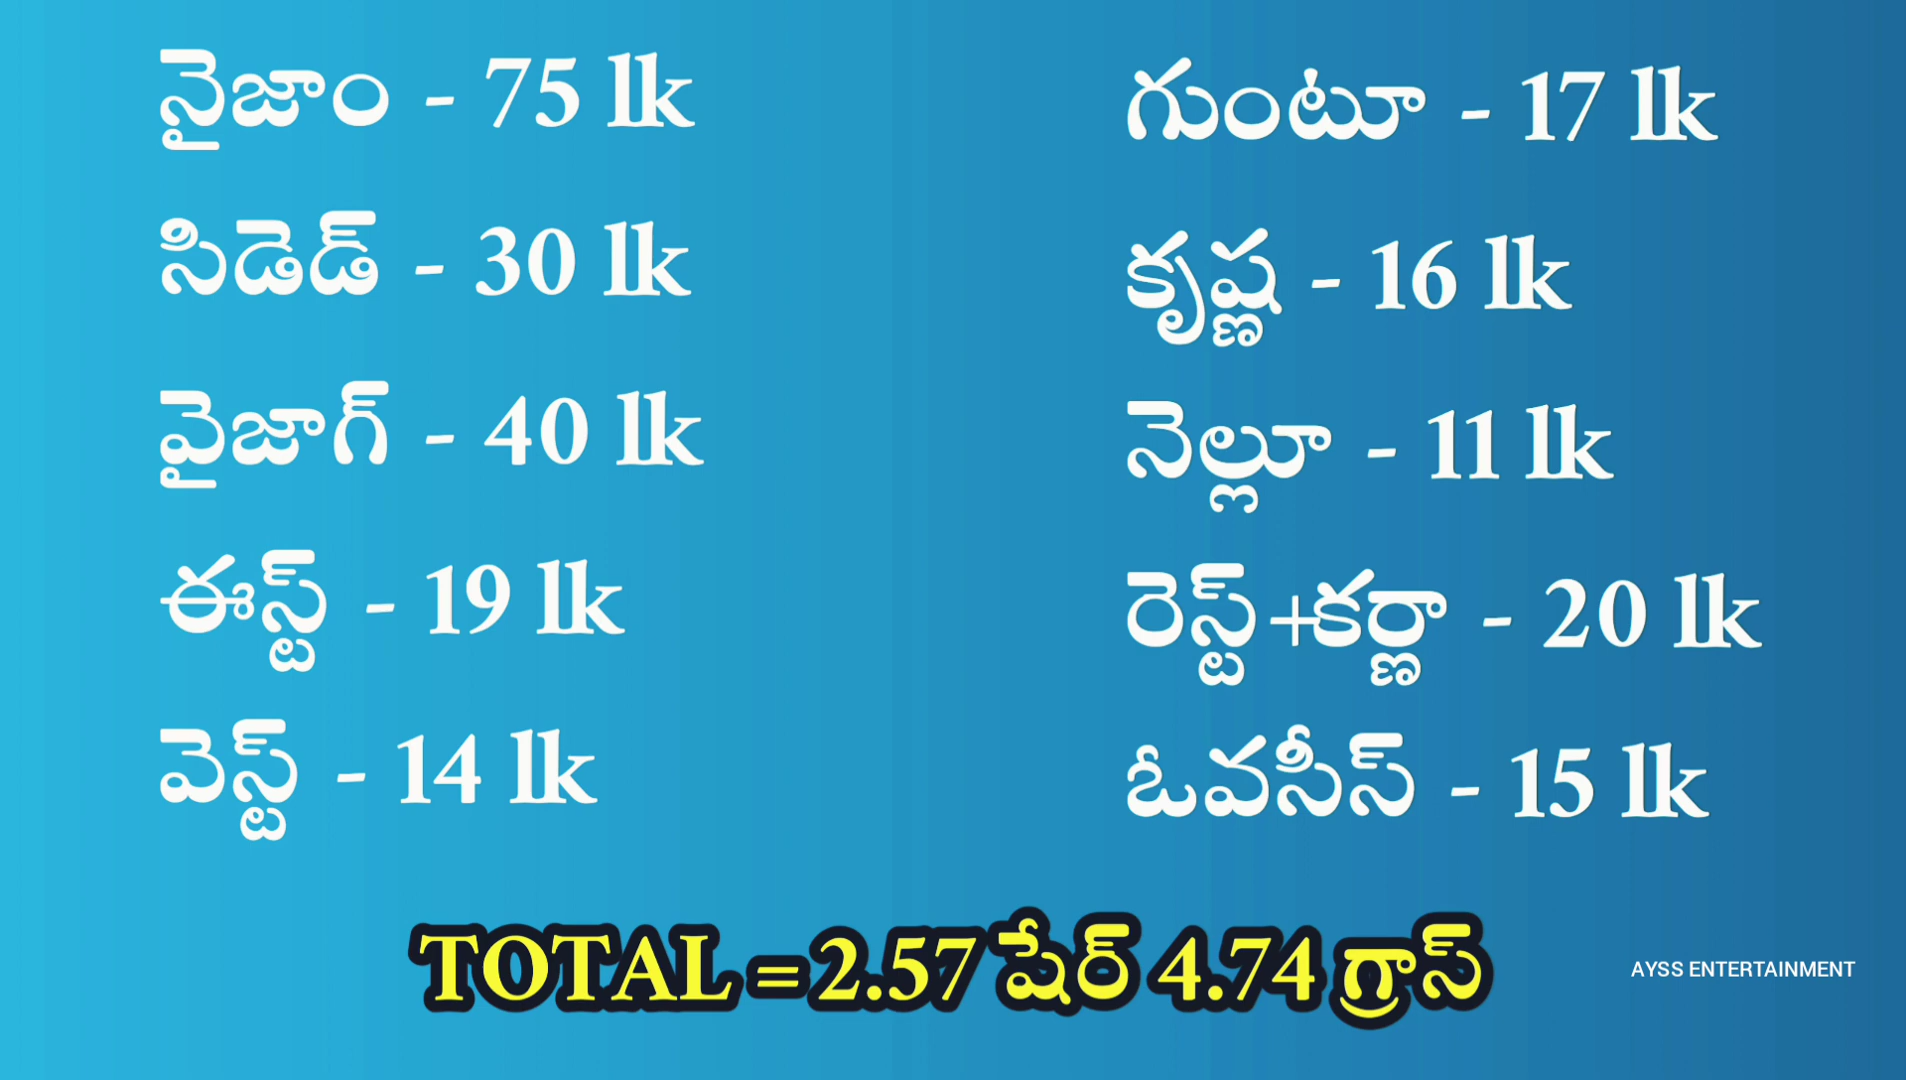 నైజాం - 75 lk
సిడెడ్ - 30 lk
వైజాగ్ - 40 lk
ఈస్ట్ - 19 lk
వెస్ట్ - 14 lk
గుంటూ - 17 lk
కృష్ణ - 16 lk
నెల్లూ - 11 lk
రెస్ట్+కర్ణా - 20 lk
ఓవసీస్ - 15 lk
TOTAL = 2.57 షేర్ 4.74 గ్రాస్
AYSS ENTERTAINMENT